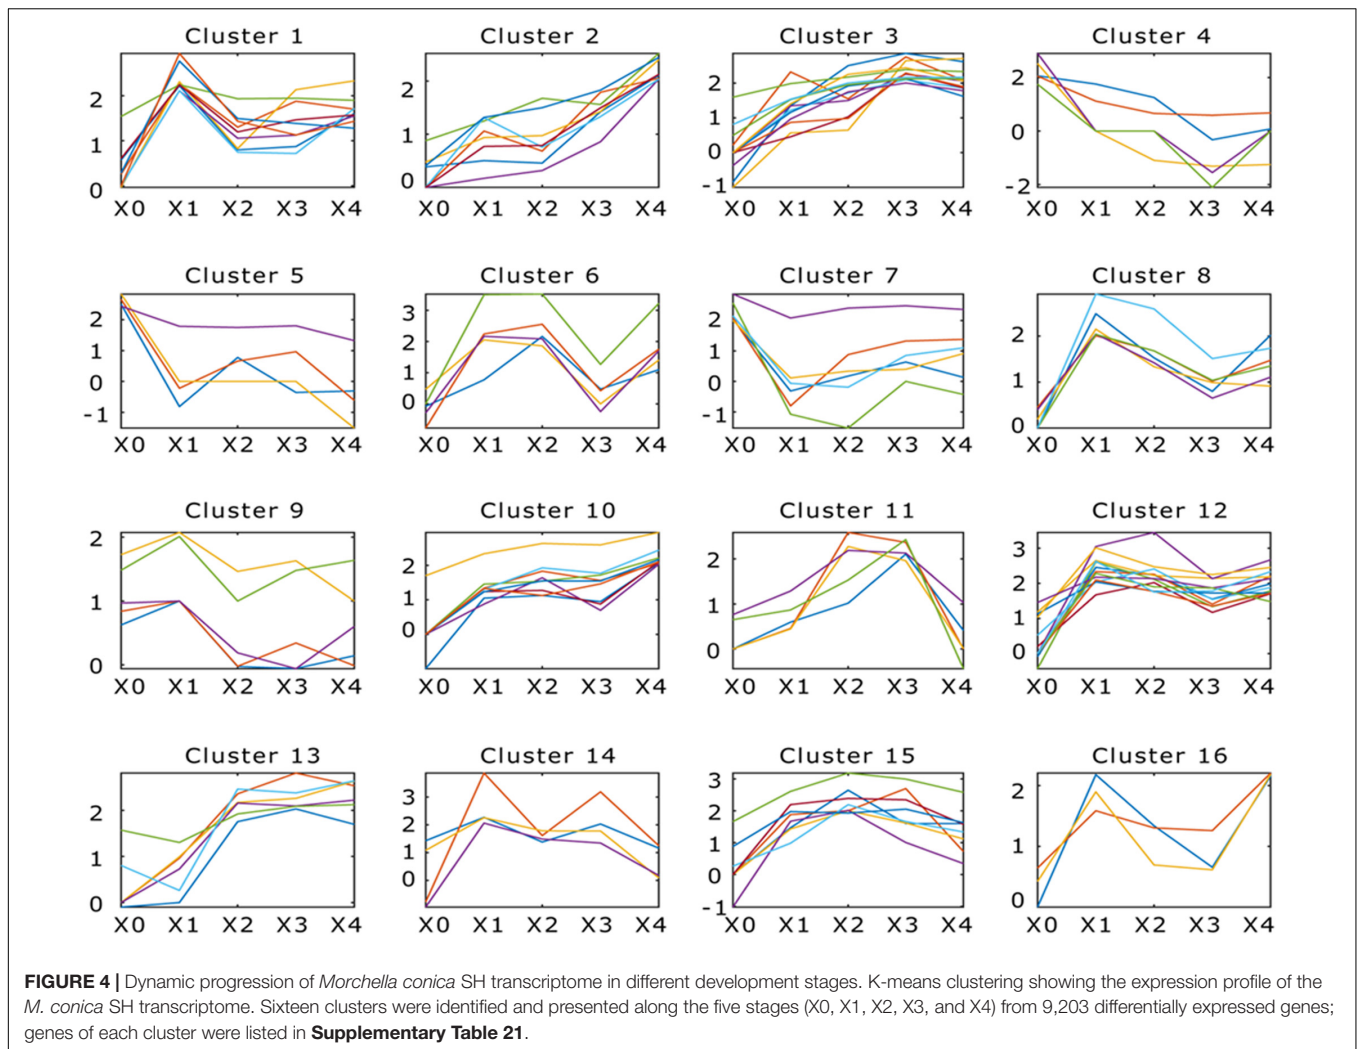 Cluster 1
Cluster 2
Cluster 3
Cluster 4
2
1
0
X0 X1 X2 X3 X4
2
1
0
X0 X1 X2 X3 X4
3
2
1
0
-1
X0 X1 X2 X3 X4
2
0
-2
X0 X1 X2 X3 X4
Cluster 5
Cluster 6
Cluster 7
Cluster 8
2
1
0
-1
X0 X1 X2 X3 X4
3
2
1
0
X0 X1 X2 X3 X4
2
1
0
-1
X0 X1 X2 X3 X4
2
1
0
X0 X1 X2 X3 X4
Cluster 9
Cluster 10
Cluster 11
Cluster 12
2
1
0
X0 X1 X2 X3 X4
2
1
0
X0 X1 X2 X3 X4
2
0
X0 X1 X2 X3 X4
3
2
1
0
X0 X1 X2 X3 X4
Cluster 13
Cluster 14
Cluster 15
Cluster 16
2
1
0
X0 X1 X2 X3 X4
3
2
1
0
X0 X1 X2 X3 X4
3
2
1
0
-1
X0 X1 X2 X3 X4
2
1
0
X0 X1 X2 X3 X4
FIGURE 4 | Dynamic progression of Morchella conica SH transcriptome in different development stages. K-means clustering showing the expression profile of the
M. conica SH transcriptome. Sixteen clusters were identified and presented along the five stages (X0, X1, X2, X3, and X4) from 9,203 differentially expressed genes;
genes of each cluster were listed in Supplementary Table 21.